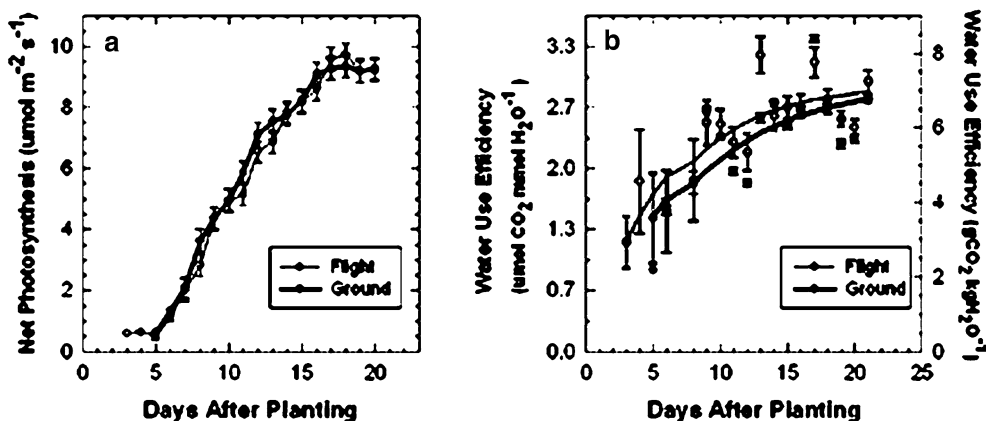 a
Net Photosynthesis (umol m⁻² s⁻¹)
10
8
6
4
2
0
Flight
Ground
0 5 10 15 20
Days After Planting
b
Water Use Efficiency
(umol CO₂ mmol H₂O⁻¹)
3.3
2.7
2.0
1.3
0.7
0.0
Flight
Ground
0 5 10 15 20 25
Days After Planting
8
6
4
2
0
Water Use Efficiency (gCO₂ kgH₂O⁻¹)